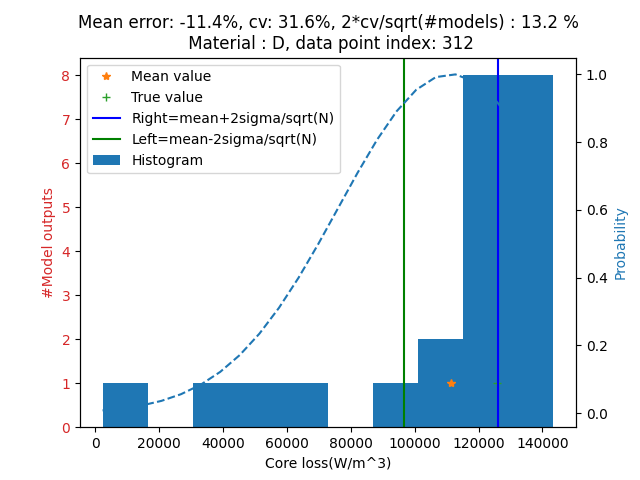 Mean error: -11.4%, cv: 31.6%, 2*cv/sqrt(#models) : 13.2 %
Material : D, data point index: 312
Mean value
True value
Right=mean+2sigma/sqrt(N)
Left=mean-2sigma/sqrt(N)
Histogram
#Model outputs
8
7
6
5
4
3
2
1
0
1.0
0.8
0.6
0.4
0.2
0.0
Probability
0 20000 40000 60000 80000 100000 120000 140000
Core loss(W/m^3)